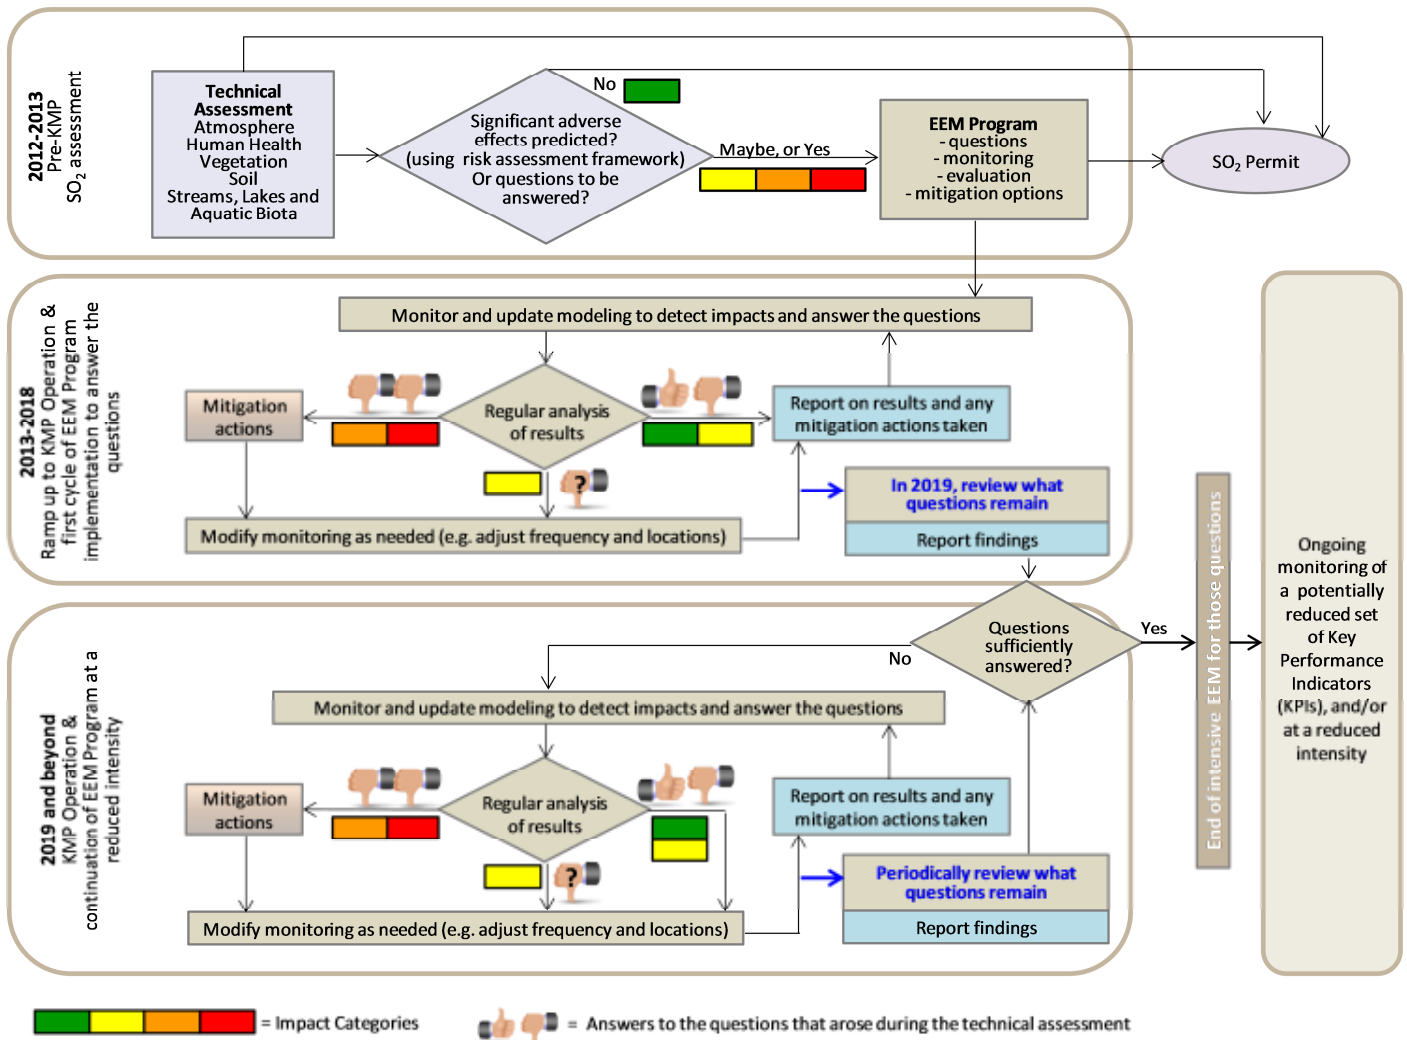 2012-2013
Pre-KMP
SO2 assessment
Technical
Assessment
Atmosphere
Human Health
Vegetation
Soil
Streams, Lakes and
Aquatic Biota
No
Significant adverse
effects predicted?
(using risk assessment framework)
Or questions to be
answered?
Maybe, or Yes
EEM Program
- questions
- monitoring
- evaluation
- mitigation options
SO2 Permit
2013-2018
Ramp up to KMP Operation &
first cycle of EEM Program
implementation to answer the
questions
Monitor and update modeling to detect impacts and answer the questions
Mitigation
actions
Regular analysis
of results
Report on results and any
mitigation actions taken
?
Modify monitoring as needed (e.g. adjust frequency and locations)
In 2019, review what
questions remain
Report findings
2019 and beyond
KMP Operation &
continuation of EEM Program at a
reduced intensity
Questions
sufficiently
answered?
Yes
No
Monitor and update modeling to detect impacts and answer the questions
Mitigation
actions
Regular analysis
of results
Report on results and any
mitigation actions taken
?
Modify monitoring as needed (e.g. adjust frequency and locations)
Periodically review what
questions remain
Report findings
End of intensive EEM for those questions
Ongoing
monitoring of
a potentially
reduced set
of Key
Performance
Indicators
(KPIs), and/or
at a reduced
intensity
= Impact Categories
= Answers to the questions that arose during the technical assessment